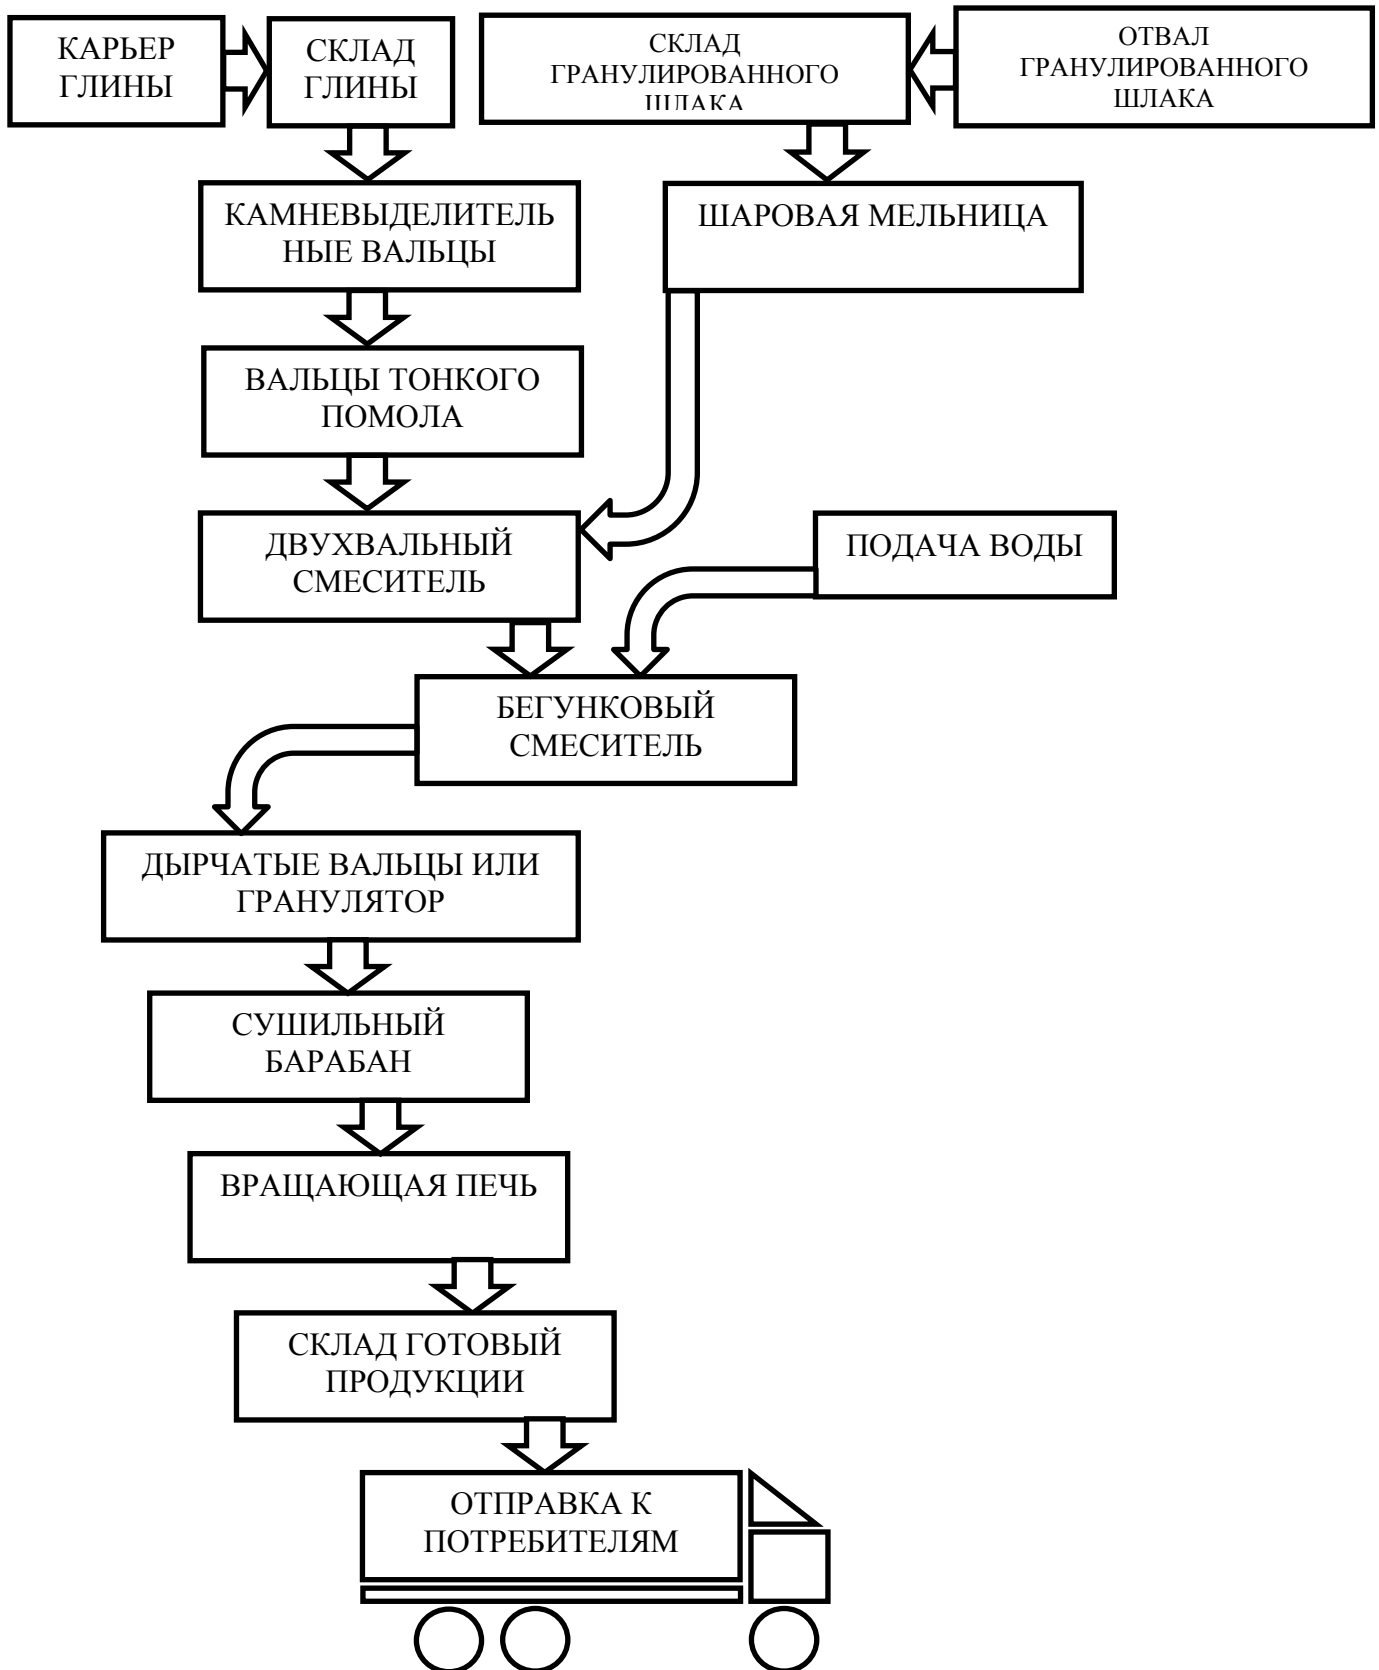 КАРЬЕР
ГЛИНЫ
СКЛАД
ГЛИНЫ
СКЛАД
ГРАНУЛИРОВАННОГО
ШЛАКА
ОТВАЛ
ГРАНУЛИРОВАННОГО
ШЛАКА
КАМНЕВЫДЕЛИТЕЛЬ
НЫЕ ВАЛЬЦЫ
ШАРОВАЯ МЕЛЬНИЦА
ВАЛЬЦЫ ТОНКОГО
ПОМОЛА
ДВУХВАЛЬНЫЙ
СМЕСИТЕЛЬ
ПОДАЧА ВОДЫ
БЕГУНКОВЫЙ
СМЕСИТЕЛЬ
ДЫРЧАТЫЕ ВАЛЬЦЫ ИЛИ
ГРАНУЛЯТОР
СУШИЛЬНЫЙ
БАРАБАН
ВРАЩАЮЩАЯ ПЕЧЬ
СКЛАД ГОТОВЫЙ
ПРОДУКЦИИ
ОТПРАВКА К
ПОТРЕБИТЕЛЯМ